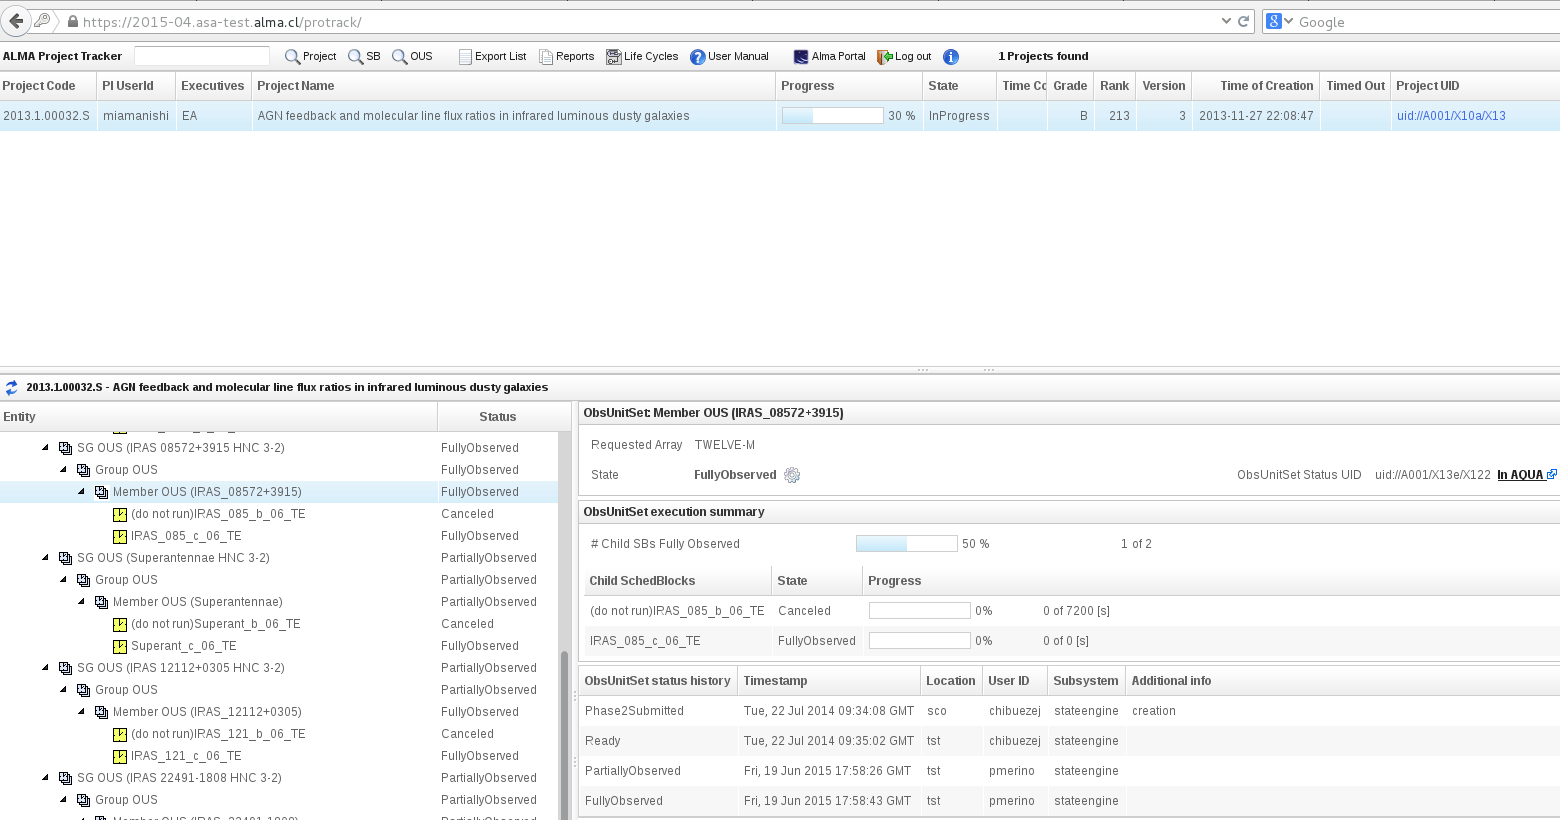 https://2015-04.asa-test.alma.cl/protrack/ Google
ALMA Project Tracker Project SB OUS Export List Reports Life Cycles User Manual Alma Portal Log out 1 Projects found
Project Code PI UserId Executives Project Name Progress State Time Co Grade Rank Version Time of Creation Timed Out Project UID
2013.1.00032.S miamanishi EA AGN feedback and molecular line flux ratios in infrared luminous dusty galaxies 30 % InProgress B 213 3 2013-11-27 22:08:47 uid://A001/X10a/X13
2013.1.00032.S - AGN feedback and molecular line flux ratios in infrared luminous dusty galaxies
Entity Status
SG OUS (IRAS 08572+3915 HNC 3-2) FullyObserved
Group OUS FullyObserved
Member OUS (IRAS_08572+3915) FullyObserved
(do not run)IRAS_085_b_06_TE Canceled
IRAS_085_c_06_TE FullyObserved
SG OUS (Superantennae HNC 3-2) PartiallyObserved
Group OUS PartiallyObserved
Member OUS (Superantennae) PartiallyObserved
(do not run)Superant_b_06_TE Canceled
Superant_c_06_TE FullyObserved
SG OUS (IRAS 12112+0305 HNC 3-2) PartiallyObserved
Group OUS PartiallyObserved
Member OUS (IRAS_12112+0305) FullyObserved
(do not run)IRAS_121_b_06_TE Canceled
IRAS_121_c_06_TE FullyObserved
SG OUS (IRAS 22491-1808 HNC 3-2) PartiallyObserved
Group OUS PartiallyObserved
Member OUS (IRAS_22491-1808) PartiallyObserved
ObsUnitSet: Member OUS (IRAS_08572+3915)
Requested Array TWELVE-M
State FullyObserved ObsUnitSet Status UID uid://A001/X13e/X122 In AQUA
ObsUnitSet execution summary
# Child SBs Fully Observed 50 % 1 of 2
Child SchedBlocks State Progress
(do not run)IRAS_085_b_06_TE Canceled 0% 0 of 7200 [s]
IRAS_085_c_06_TE FullyObserved 0% 0 of 0 [s]
ObsUnitSet status history Timestamp Location User ID Subsystem Additional info
Phase2Submitted Tue, 22 Jul 2014 09:34:08 GMT sco chibuezej stateengine creation
Ready Tue, 22 Jul 2014 09:35:02 GMT tst chibuezej stateengine
PartiallyObserved Fri, 19 Jun 2015 17:58:26 GMT tst pmerino stateengine
FullyObserved Fri, 19 Jun 2015 17:58:43 GMT tst pmerino stateengine